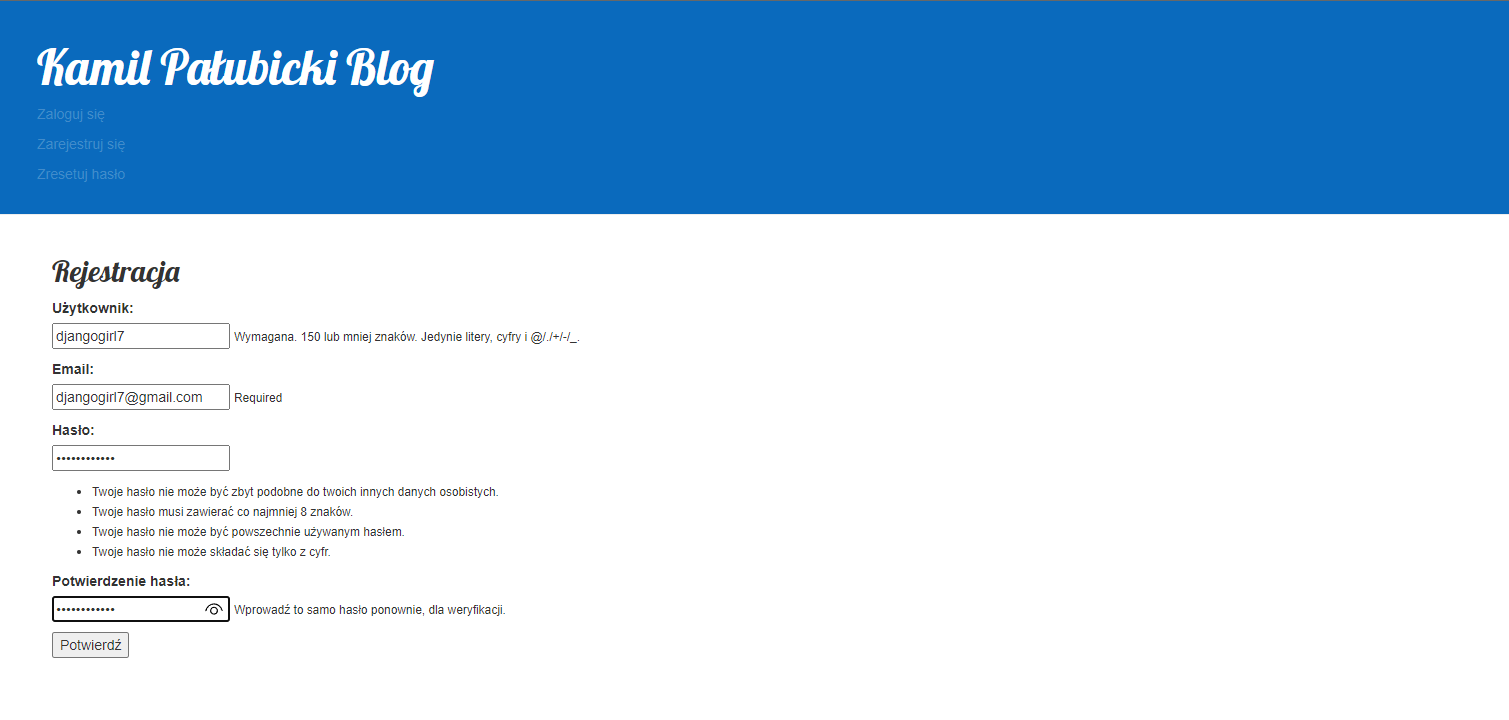 Kamil Pałubicki Blog
Zaloguj się
Zarejestruj się
Zresetuj hasło
Rejestracja
Użytkownik:
djangogirl7 Wymagana. 150 lub mniej znaków. Jedynie litery, cyfry i @/./+/-/_.
Email:
djangogirl7@gmail.com Required
Hasło:
••••••••••••
• Twoje hasło nie może być zbyt podobne do twoich innych danych osobistych.
• Twoje hasło musi zawierać co najmniej 8 znaków.
• Twoje hasło nie może być powszechnie używanym hasłem.
• Twoje hasło nie może składać się tylko z cyfr.
Potwierdzenie hasła:
•••••••••••• Wprowadź to samo hasło ponownie, dla weryfikacji.
Potwierdź